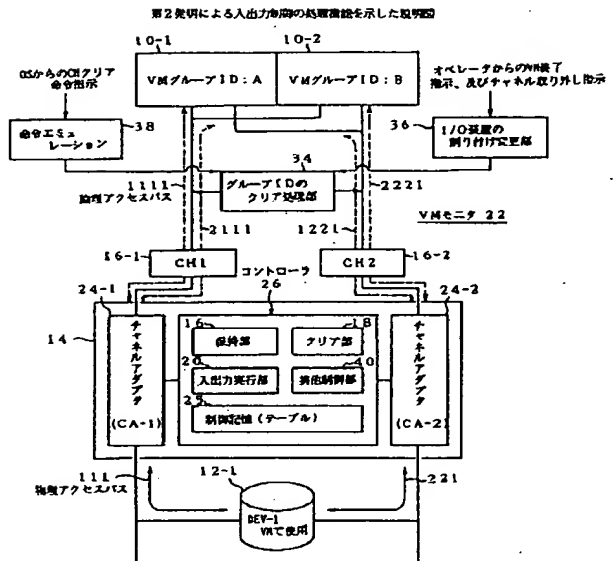 第2発明による入出力制御の処理機能を示した説明図
10-1
10-2
OSからのCHクリア
命令指示
VMグループID:A
VMグループID:B
オペレータからのVM終了
指示、及びチャネル取り外し指示
38
命令エミュ
レーション
36
I/O装置の
割り付け変更部
34
グループIDの
クリア処理部
1111
論理アクセスパス
2221
2111
1221
VMモニタ 22
16-1
CH1
CH2
16-2
コントローラ
24-1
26
24-2
14
チャネルアダプタ
(CA-1)
16
保持部
18
クリア部
20
入出力実行部
40
排他制御部
25
制御記憶(テーブル)
チャネルアダプタ
(CA-2)
111
物理アクセスパス
12-1
221
DEV-1
VMで使用